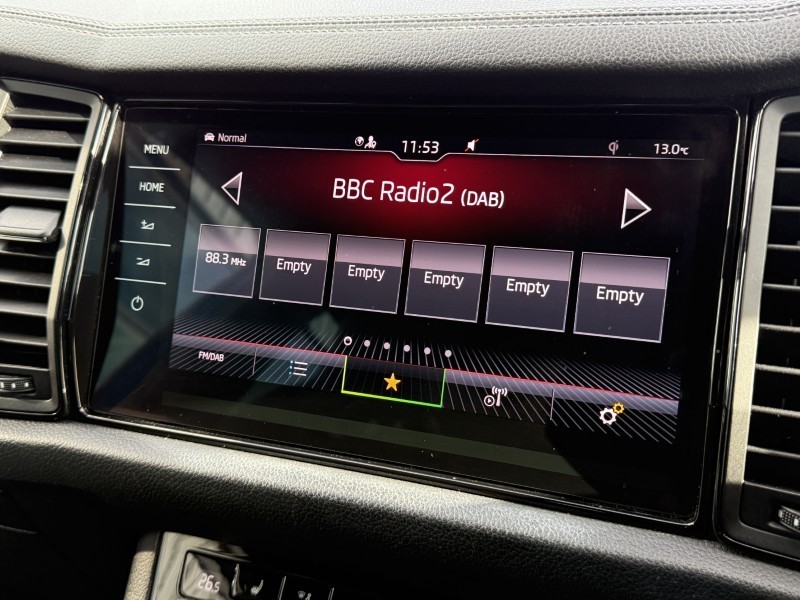 Normal
11:53
13.0°C
MENU
HOME
BBC Radio2 (DAB)
88.3 MHz
Empty
Empty
Empty
Empty
Empty
FM/DAB
26.5